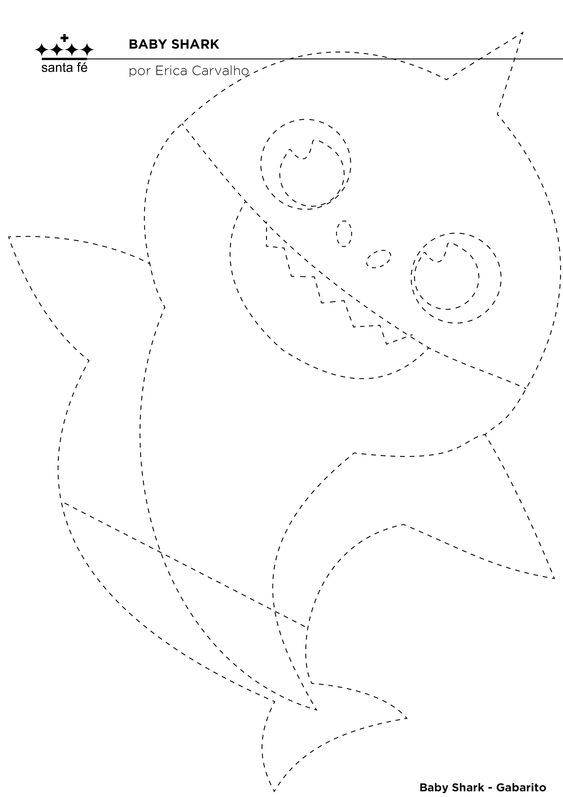 BABY SHARK
santa fé
por Erica Carvalho
Baby Shark - Gabarito